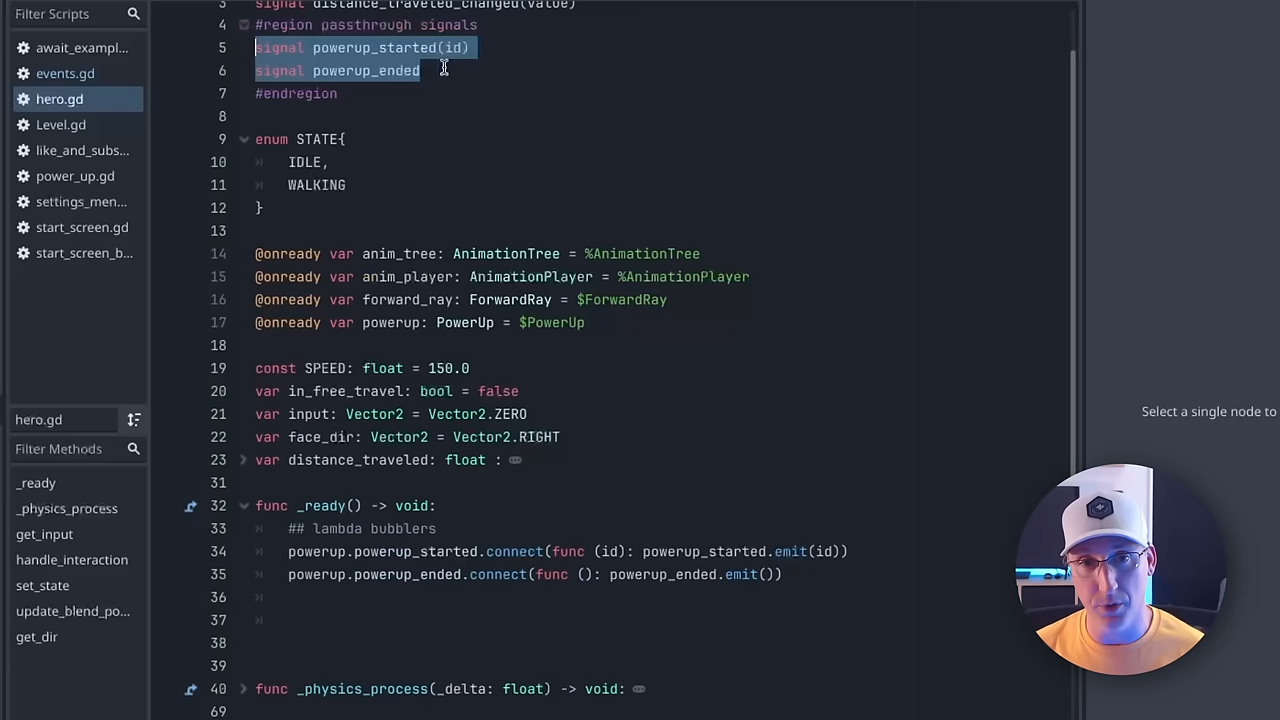 Filter Scripts
await_exampl...
events.gd
hero.gd
Level.gd
like_and_subs...
power_up.gd
settings_men...
start_screen.gd
start_screen_b...
hero.gd
Filter Methods
_ready
_physics_process
get_input
handle_interaction
set_state
update_blend_po...
get_dir
3 signal distance_traveled_changed(value)
4 #region passthrough signals
5 signal powerup_started(id)
6 signal powerup_ended
7 #endregion
8
9 enum STATE{
10 IDLE,
11 WALKING
12 }
13
14 @onready var anim_tree: AnimationTree = %AnimationTree
15 @onready var anim_player: AnimationPlayer = %AnimationPlayer
16 @onready var forward_ray: ForwardRay = $ForwardRay
17 @onready var powerup: PowerUp = $PowerUp
18
19 const SPEED: float = 150.0
20 var in_free_travel: bool = false
21 var input: Vector2 = Vector2.ZERO
22 var face_dir: Vector2 = Vector2.RIGHT
23 var distance_traveled: float :
31
32 func _ready() -> void:
33 ## lambda bubblers
34 powerup.powerup_started.connect(func (id): powerup_started.emit(id))
35 powerup.powerup_ended.connect(func (): powerup_ended.emit())
36
37
38
39
40 func _physics_process(_delta: float) -> void:
69
Select a single node to